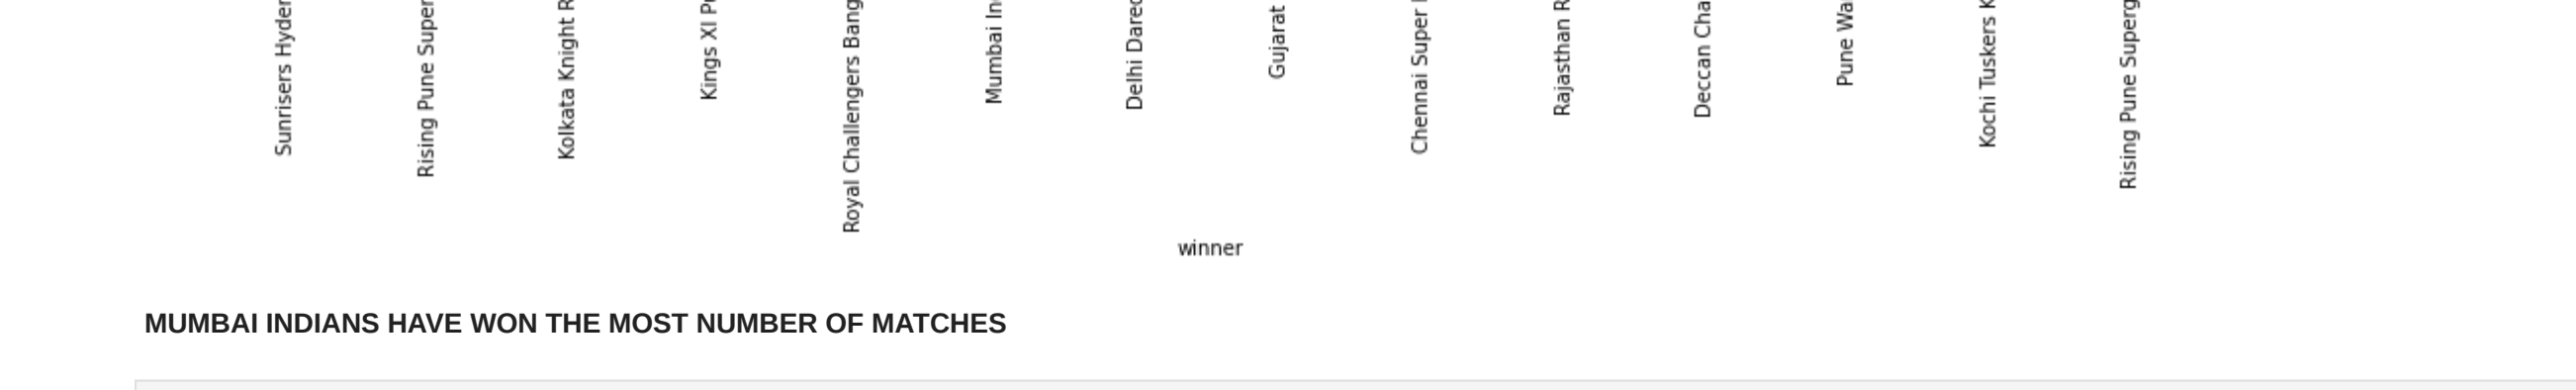 Sunrisers Hyder
Rising Pune Super
Kolkata Knight R
Kings XI Pu
Royal Challengers Bang
Mumbai In
Delhi Dared
Gujarat
Chennai Super
Rajasthan R
Deccan Cha
Pune Wa
Kochi Tuskers K
Rising Pune Superg
winner
MUMBAI INDIANS HAVE WON THE MOST NUMBER OF MATCHES